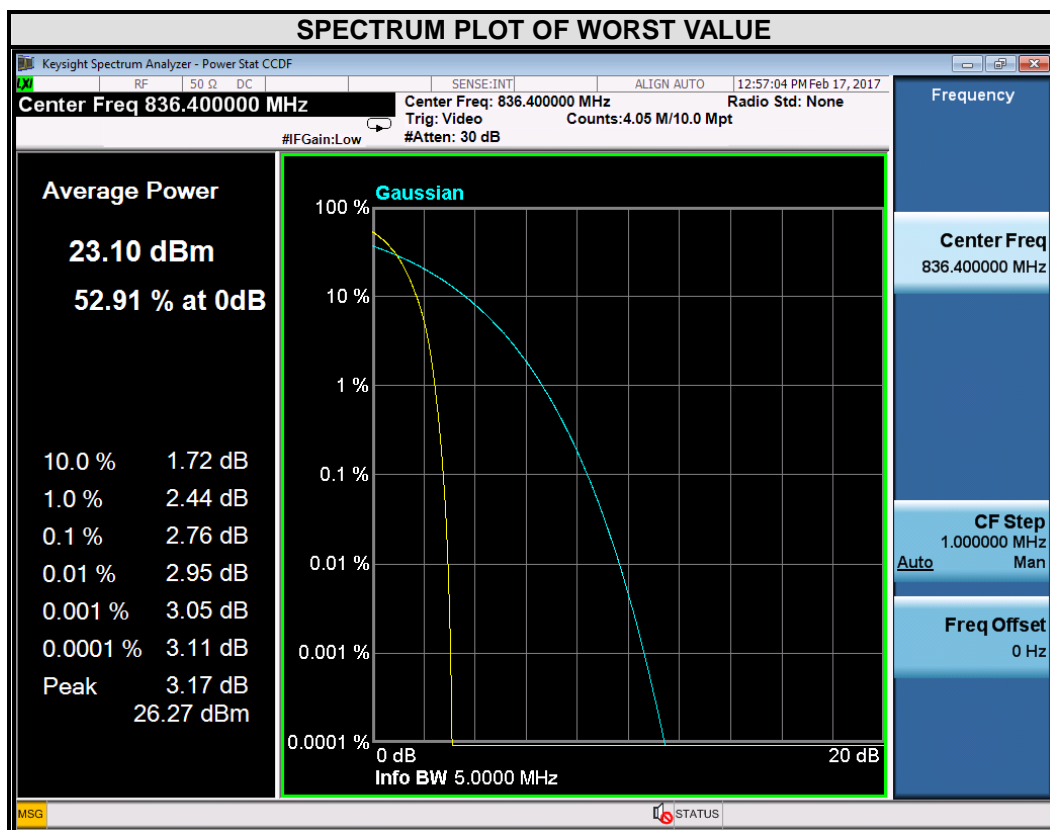 SPECTRUM PLOT OF WORST VALUE
Keysight Spectrum Analyzer - Power Stat CCDF
LXI RF 50 Ω DC SENSE:INT ALIGN AUTO 12:57:04 PM Feb 17, 2017
Center Freq 836.400000 MHz
Center Freq: 836.400000 MHz Radio Std: None
Trig: Video Counts:4.05 M/10.0 Mpt
#IFGain:Low #Atten: 30 dB
Frequency
Average Power
23.10 dBm
52.91 % at 0dB
10.0 % 1.72 dB
1.0 % 2.44 dB
0.1 % 2.76 dB
0.01 % 2.95 dB
0.001 % 3.05 dB
0.0001 % 3.11 dB
Peak 3.17 dB
26.27 dBm
Gaussian
100 %
10 %
1 %
0.1 %
0.01 %
0.001 %
0.0001 %
0 dB 20 dB
Info BW 5.0000 MHz
Center Freq
836.400000 MHz
CF Step
1.000000 MHz
Auto Man
Freq Offset
0 Hz
MSG STATUS